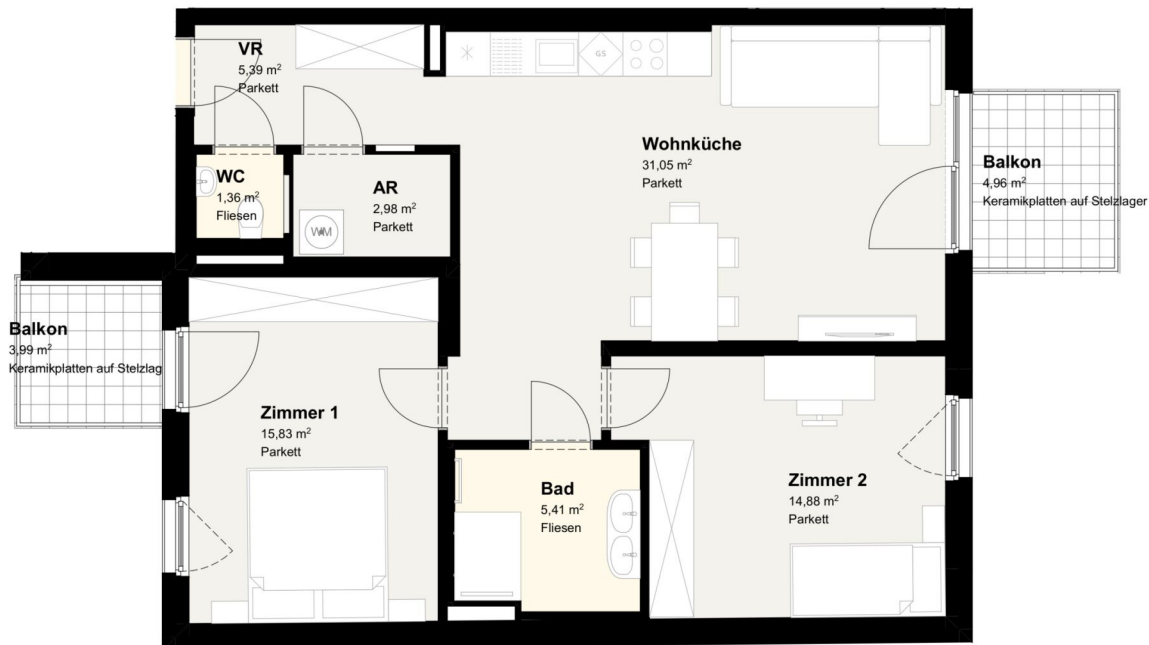 VR
5,39 m²
Parkett
GS
Wohnküche
31,05 m²
Parkett
Balkon
4,96 m²
Keramikplatten auf Stelzlager
WC
1,36 m²
Fliesen
AR
2,98 m²
Parkett
WM
Balkon
3,99 m²
Keramikplatten auf Stelzlag
Zimmer 1
15,83 m²
Parkett
Bad
5,41 m²
Fliesen
Zimmer 2
14,88 m²
Parkett